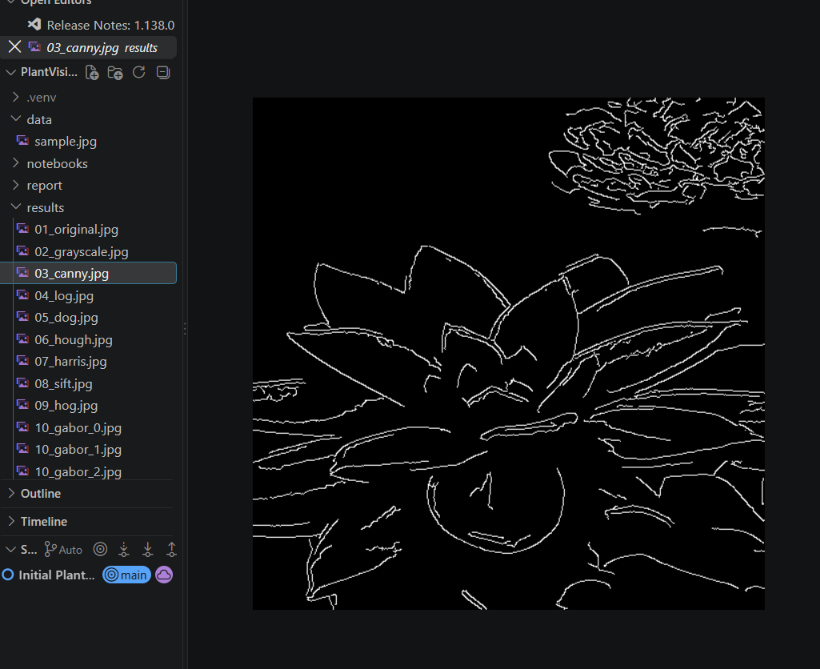 Open Editors
Release Notes: 1.138.0
03_canny.jpg results
PlantVisi...
.venv
data
sample.jpg
notebooks
report
results
01_original.jpg
02_grayscale.jpg
03_canny.jpg
04_log.jpg
05_dog.jpg
06_hough.jpg
07_harris.jpg
08_sift.jpg
09_hog.jpg
10_gabor_0.jpg
10_gabor_1.jpg
10_gabor_2.jpg
Outline
Timeline
S... Auto
Initial Plant... main